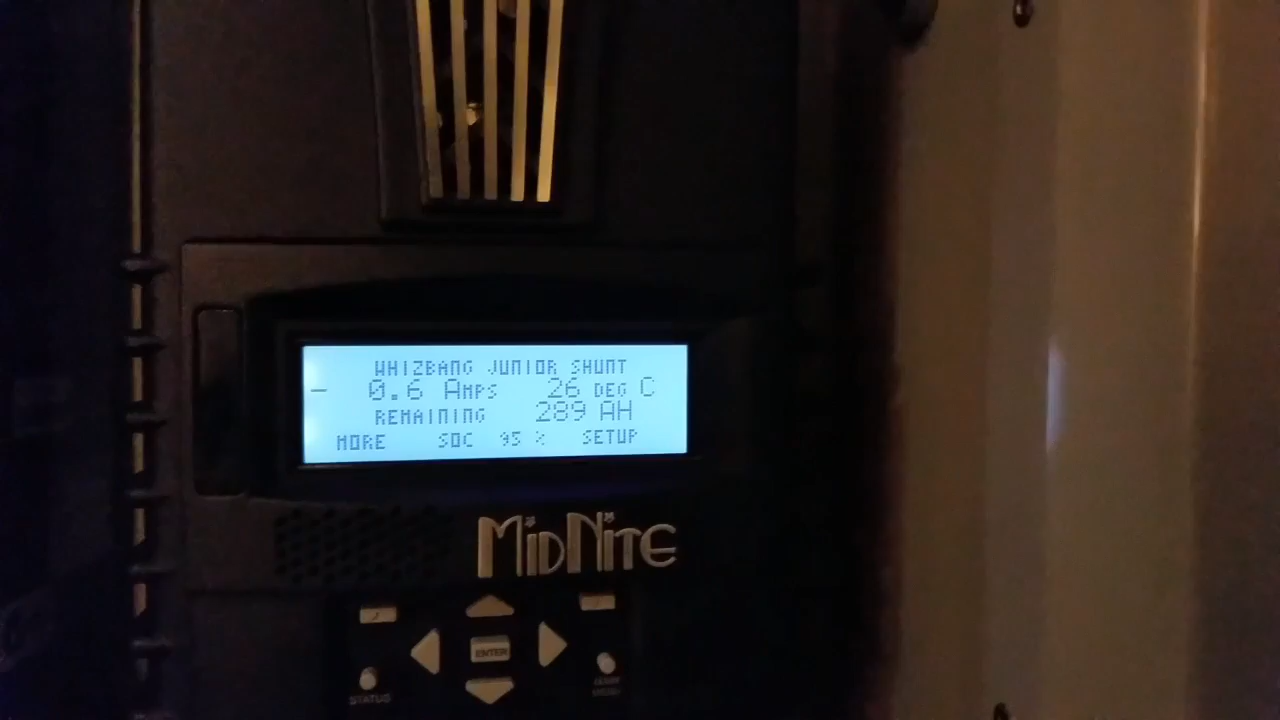 WHIZBANG JUNIOR SHUNT
- 0.6 AMPS 26 DEG C
REMAINING 289 AH
MORE SOC 95 % SETUP
MIDNITE
ENTER
STATUS